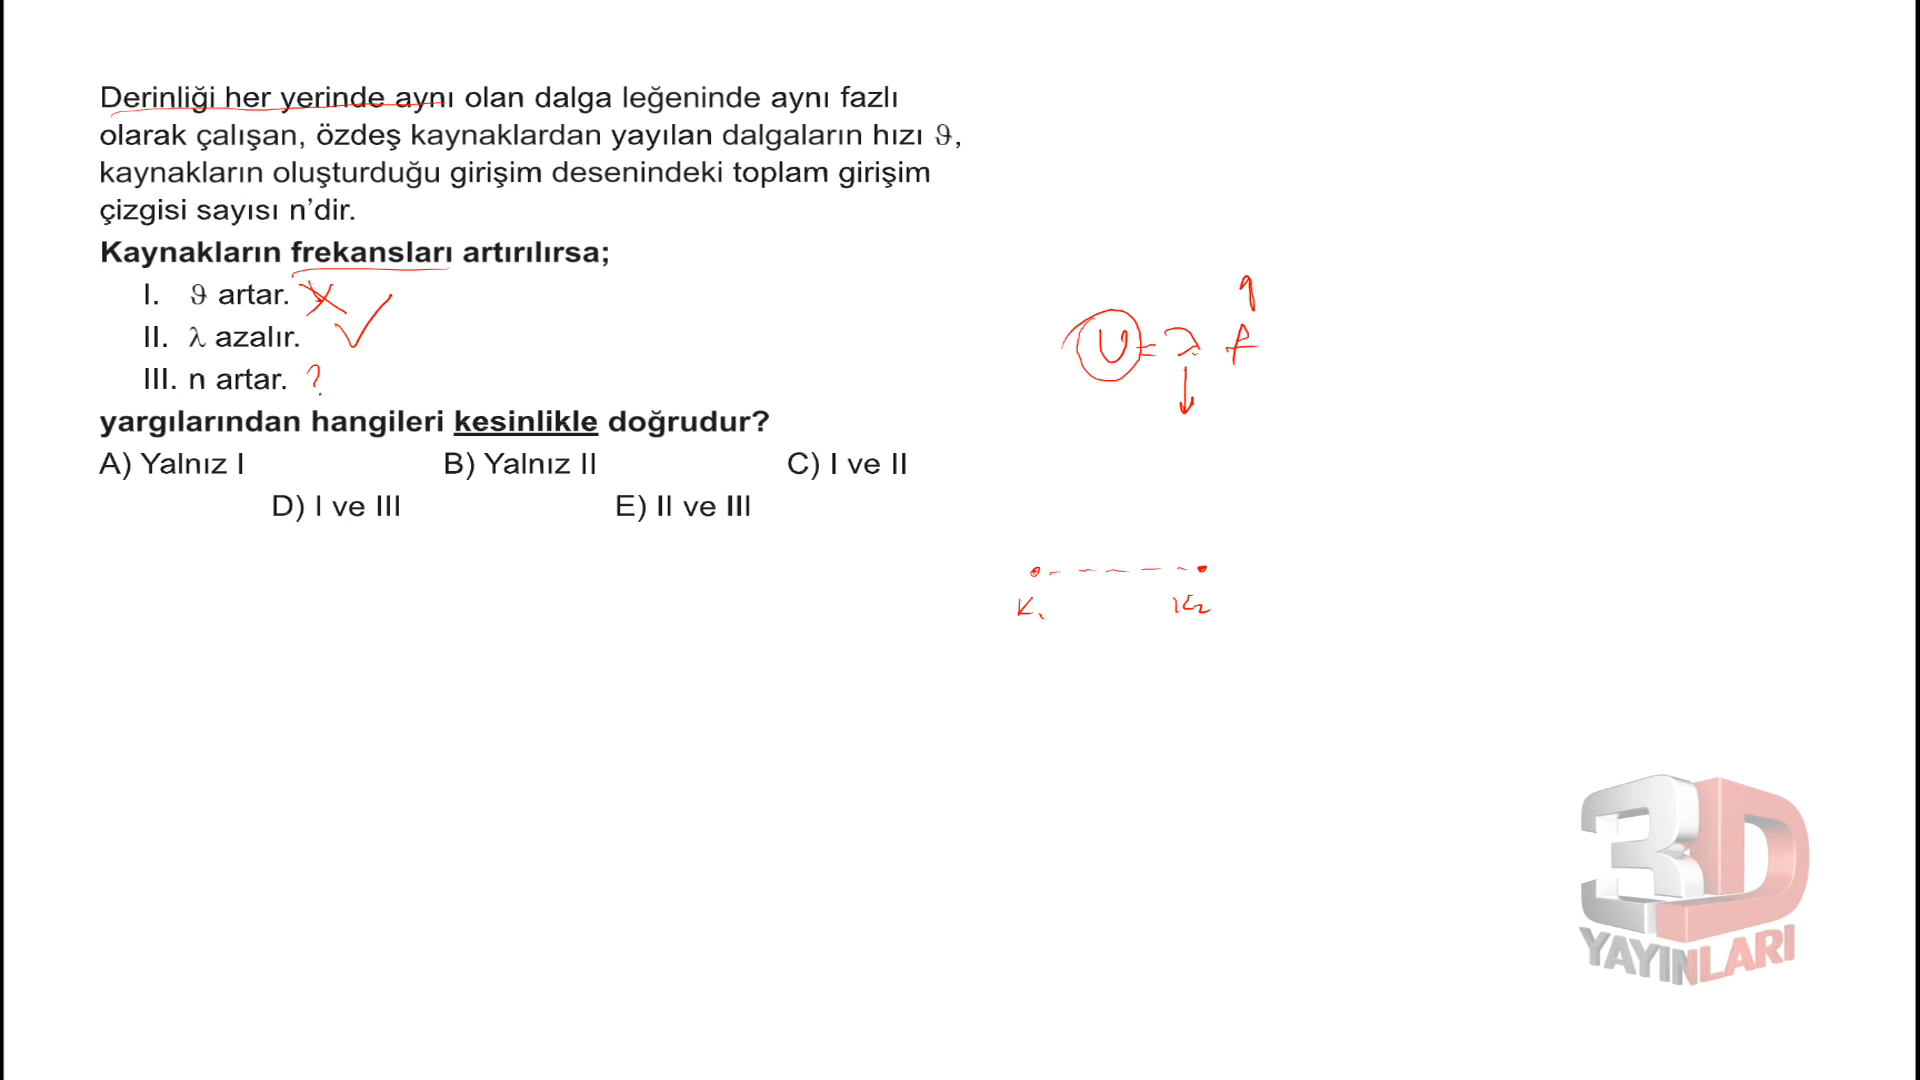 Derinliği her yerinde aynı olan dalga leğeninde aynı fazlı
olarak çalışan, özdeş kaynaklardan yayılan dalgaların hızı ϑ,
kaynakların oluşturduğu girişim desenindeki toplam girişim
çizgisi sayısı n’dir.
Kaynakların frekansları artırılırsa;
I. ϑ artar.
II. λ azalır.
III. n artar. ?
υ = λ f
yargılarından hangileri kesinlikle doğrudur?
A) Yalnız I B) Yalnız II C) I ve II
D) I ve III E) II ve III
K₁ K₂
3D
YAYINLARI